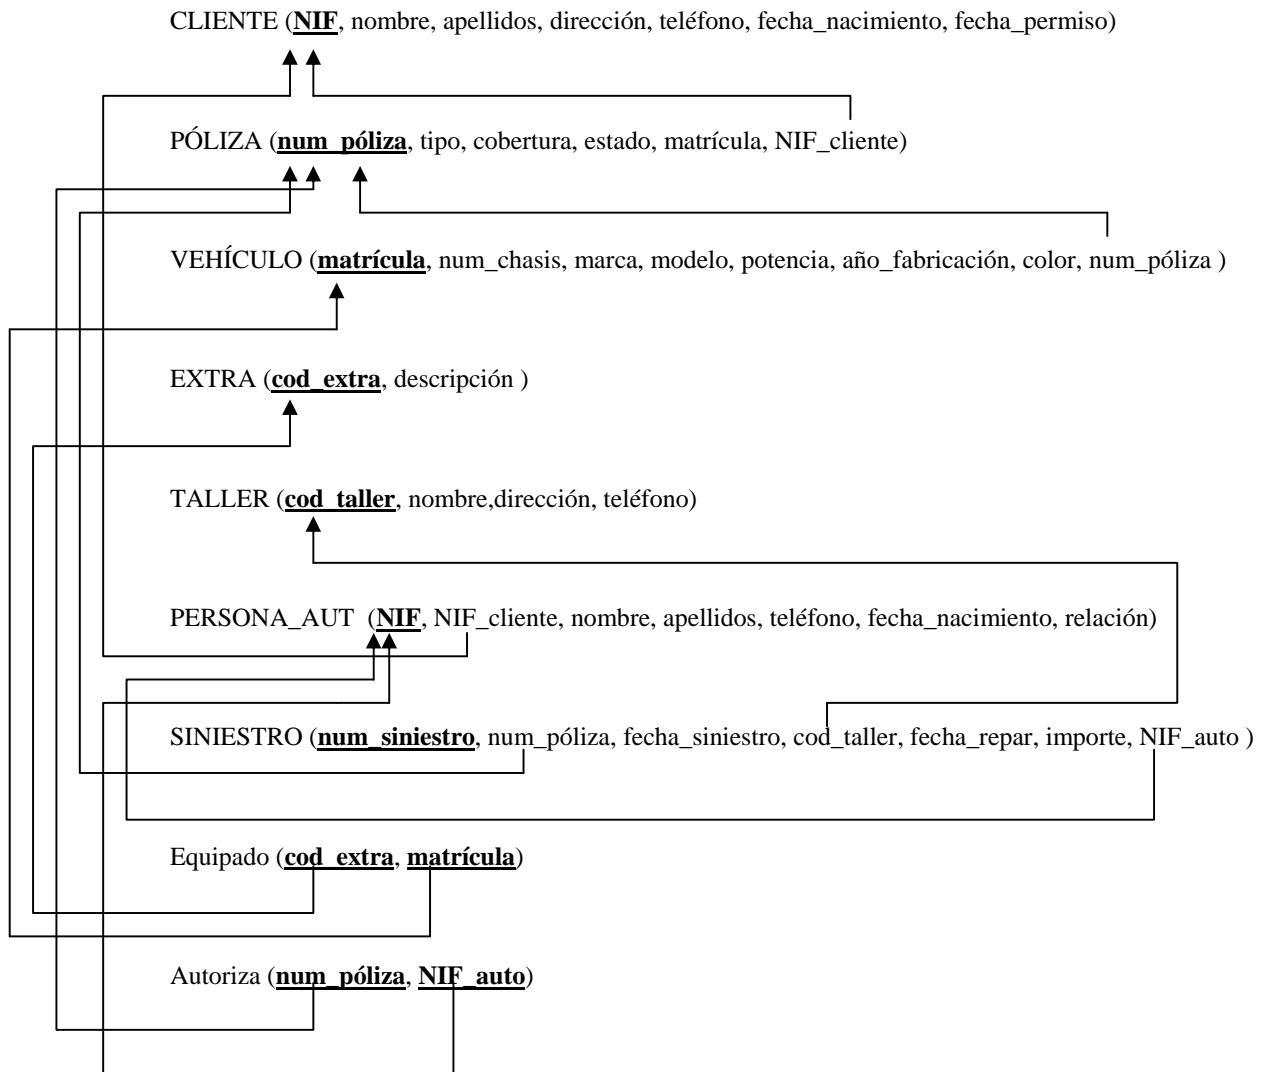 CLIENTE (NIF, nombre, apellidos, dirección, teléfono, fecha_nacimiento, fecha_permiso)
PÓLIZA (num_póliza, tipo, cobertura, estado, matrícula, NIF_cliente)
VEHÍCULO (matrícula, num_chasis, marca, modelo, potencia, año_fabricación, color, num_póliza )
EXTRA (cod_extra, descripción )
TALLER (cod_taller, nombre,dirección, teléfono)
PERSONA_AUT (NIF, NIF_cliente, nombre, apellidos, teléfono, fecha_nacimiento, relación)
SINIESTRO (num_siniestro, num_póliza, fecha_siniestro, cod_taller, fecha_repar, importe, NIF_auto )
Equipado (cod_extra, matrícula)
Autoriza (num_póliza, NIF_auto)